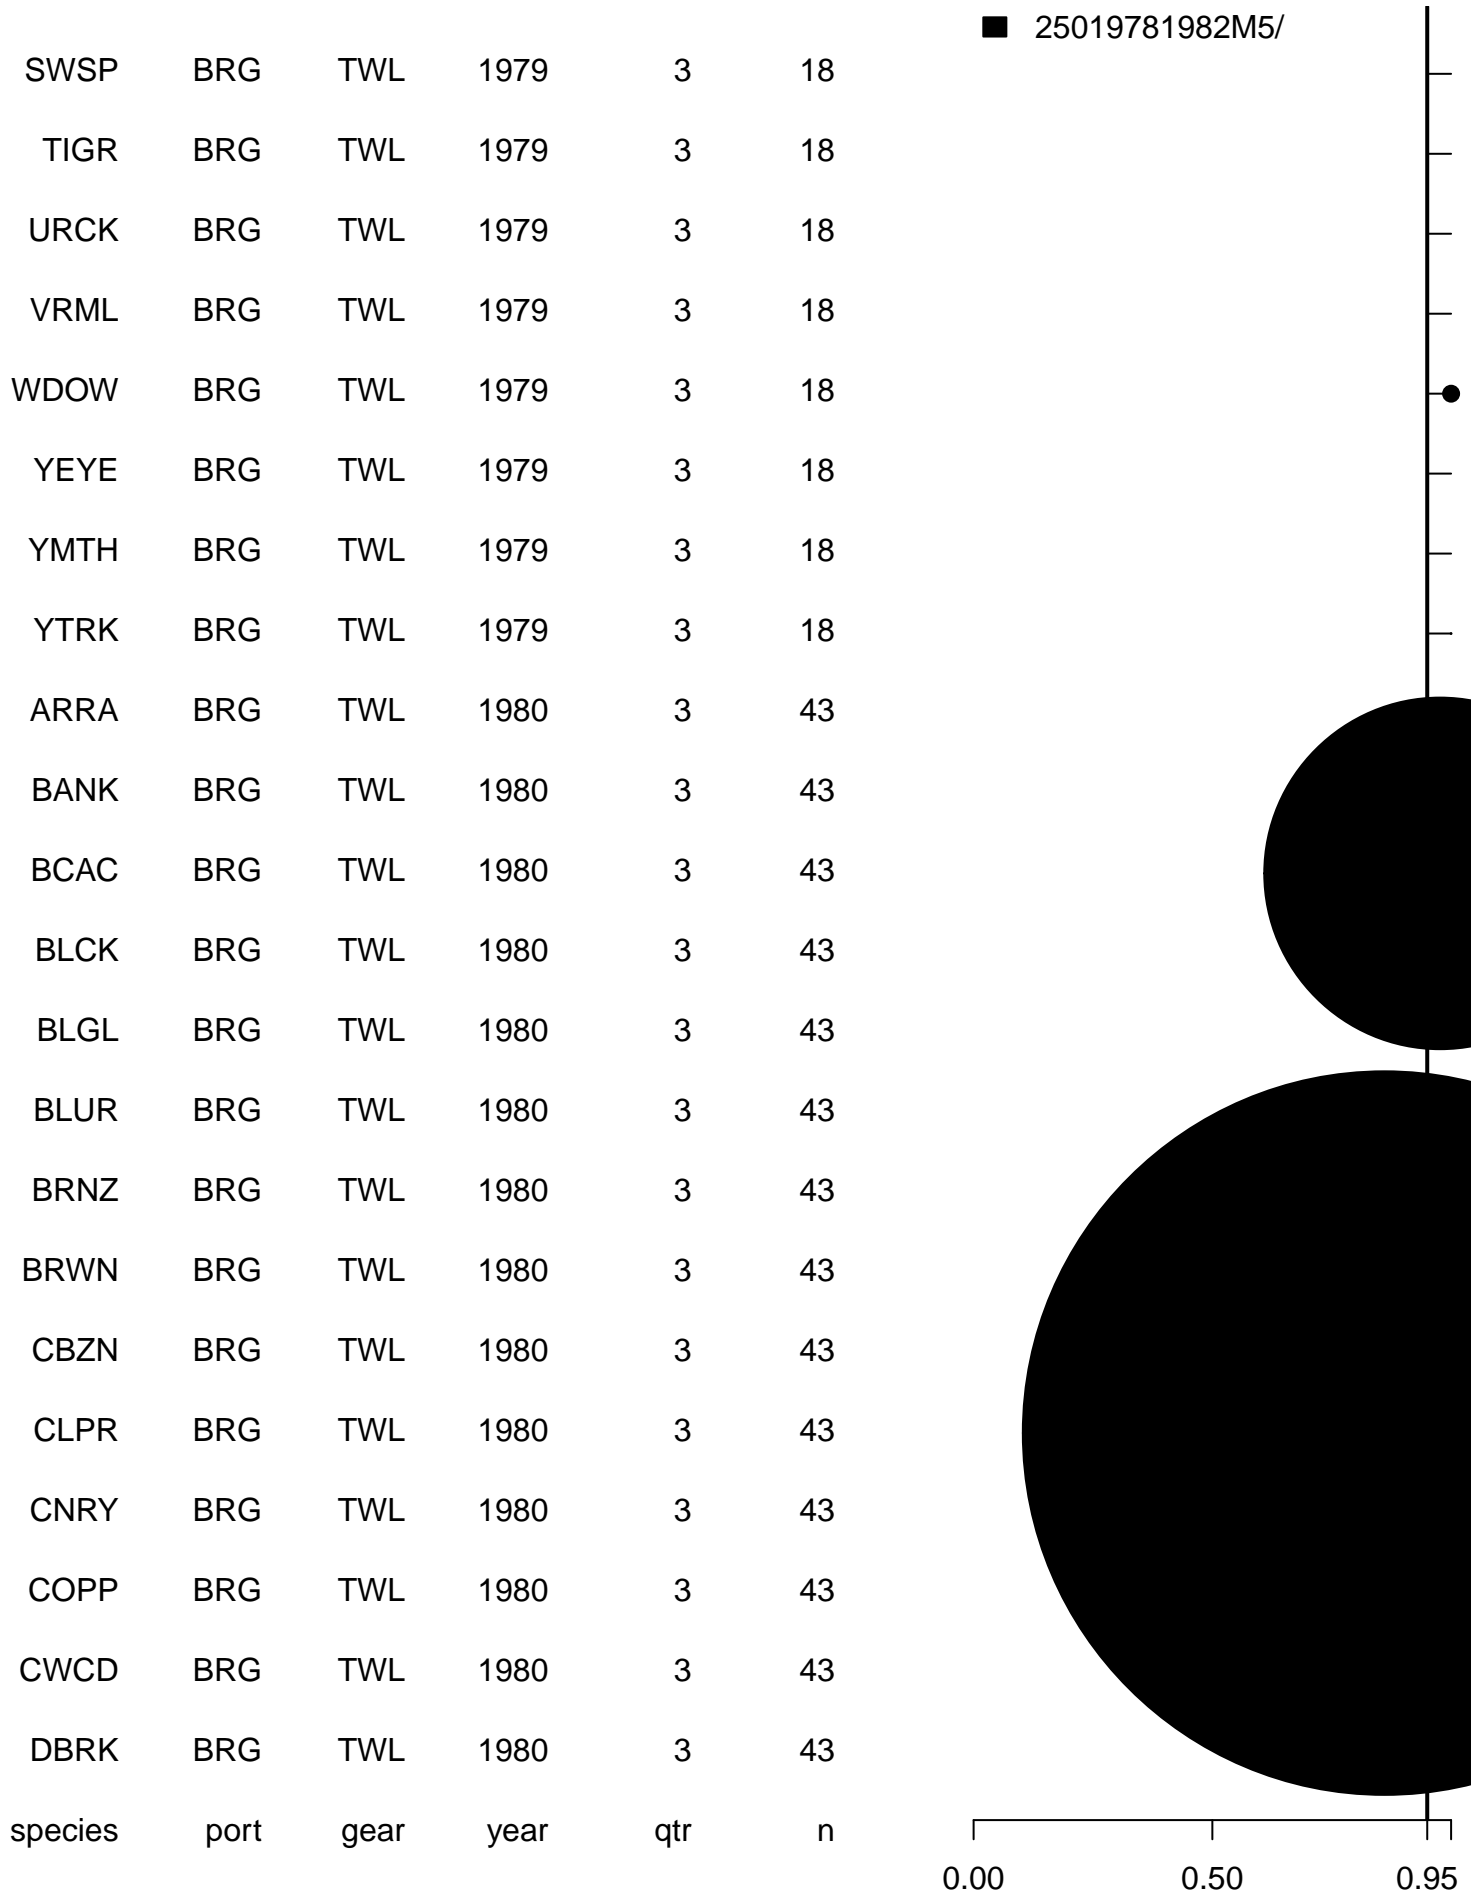 25019781982M5/
SWSP BRG TWL 1979 3 18
TIGR BRG TWL 1979 3 18
URCK BRG TWL 1979 3 18
VRML BRG TWL 1979 3 18
WDOW BRG TWL 1979 3 18
YEYE BRG TWL 1979 3 18
YMTH BRG TWL 1979 3 18
YTRK BRG TWL 1979 3 18
ARRA BRG TWL 1980 3 43
BANK BRG TWL 1980 3 43
BCAC BRG TWL 1980 3 43
BLCK BRG TWL 1980 3 43
BLGL BRG TWL 1980 3 43
BLUR BRG TWL 1980 3 43
BRNZ BRG TWL 1980 3 43
BRWN BRG TWL 1980 3 43
CBZN BRG TWL 1980 3 43
CLPR BRG TWL 1980 3 43
CNRY BRG TWL 1980 3 43
COPP BRG TWL 1980 3 43
CWCD BRG TWL 1980 3 43
DBRK BRG TWL 1980 3 43
species port gear year qtr n
0.00 0.50 0.95